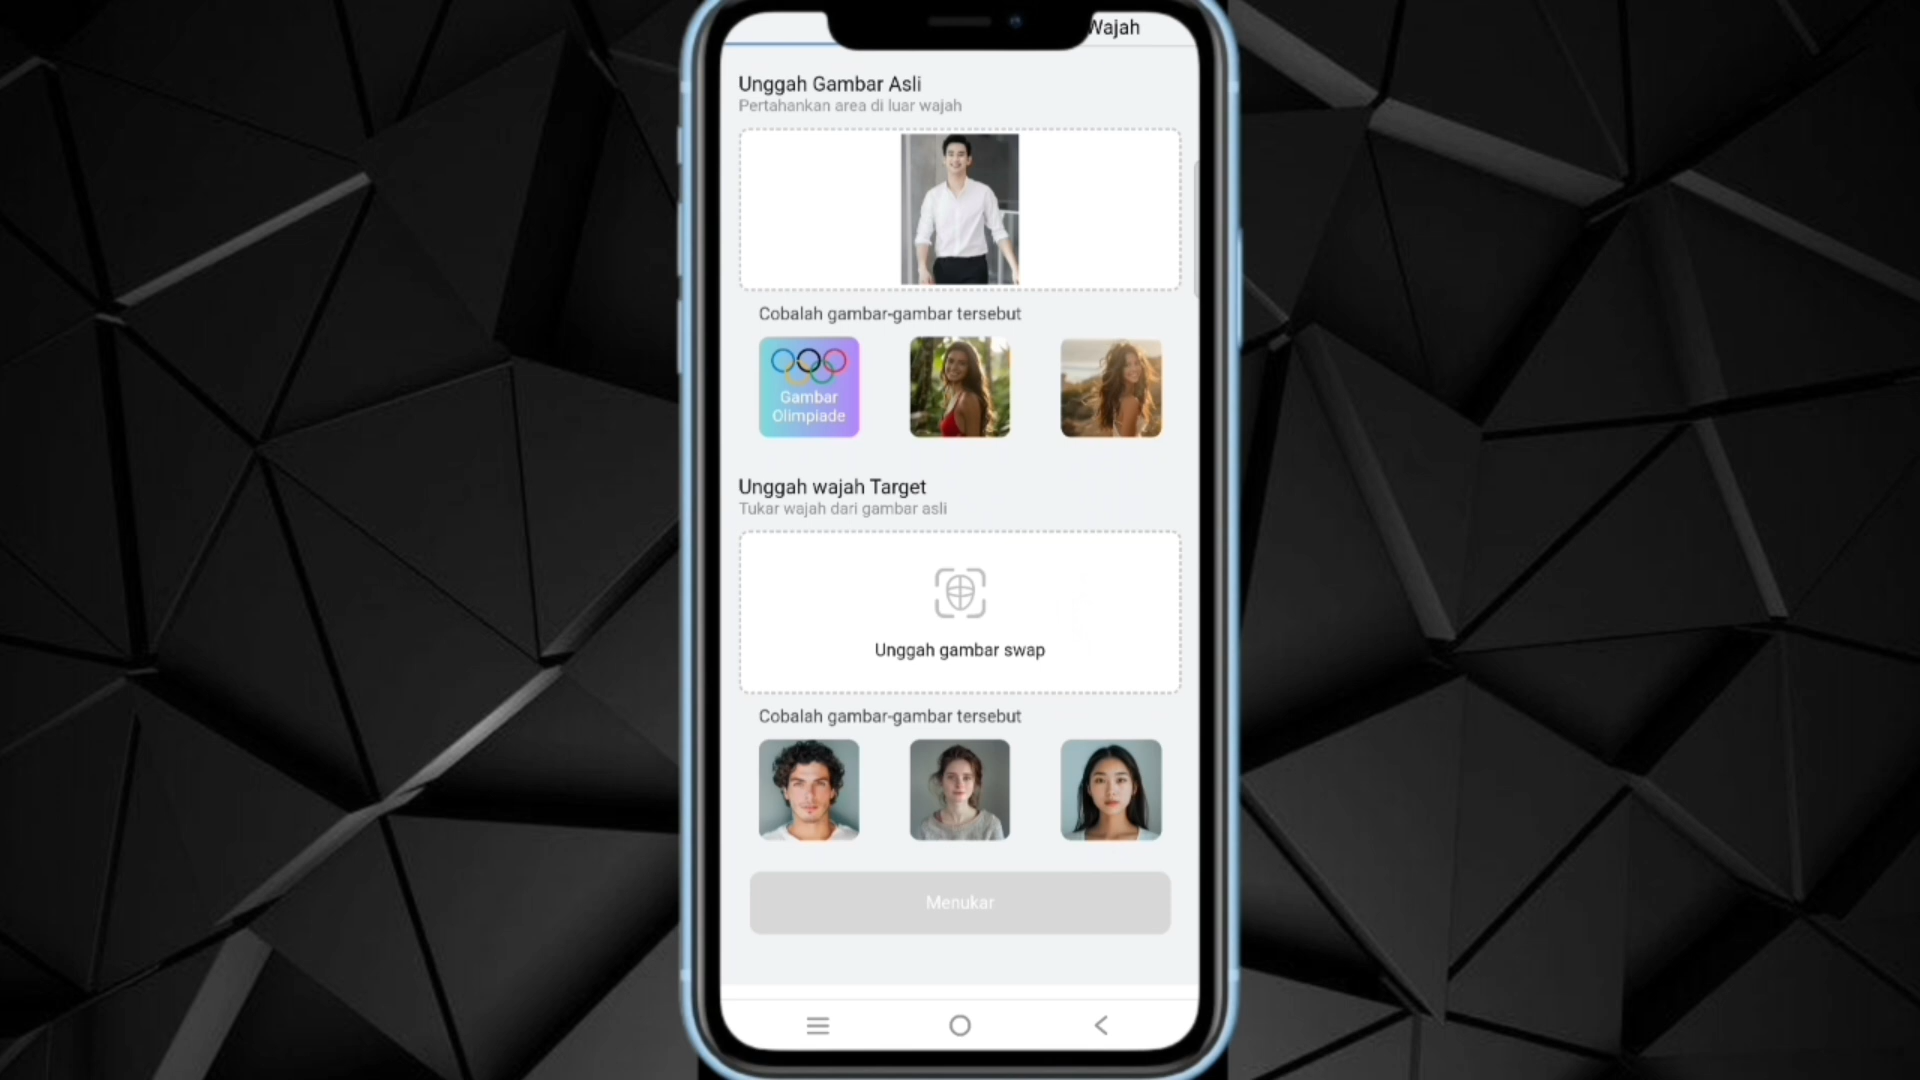 Wajah
Unggah Gambar Asli
Pertahankan area di luar wajah
Cobalah gambar-gambar tersebut
Gambar
Olimpiade
Unggah wajah Target
Tukar wajah dari gambar asli
Unggah gambar swap
Cobalah gambar-gambar tersebut
Menukar